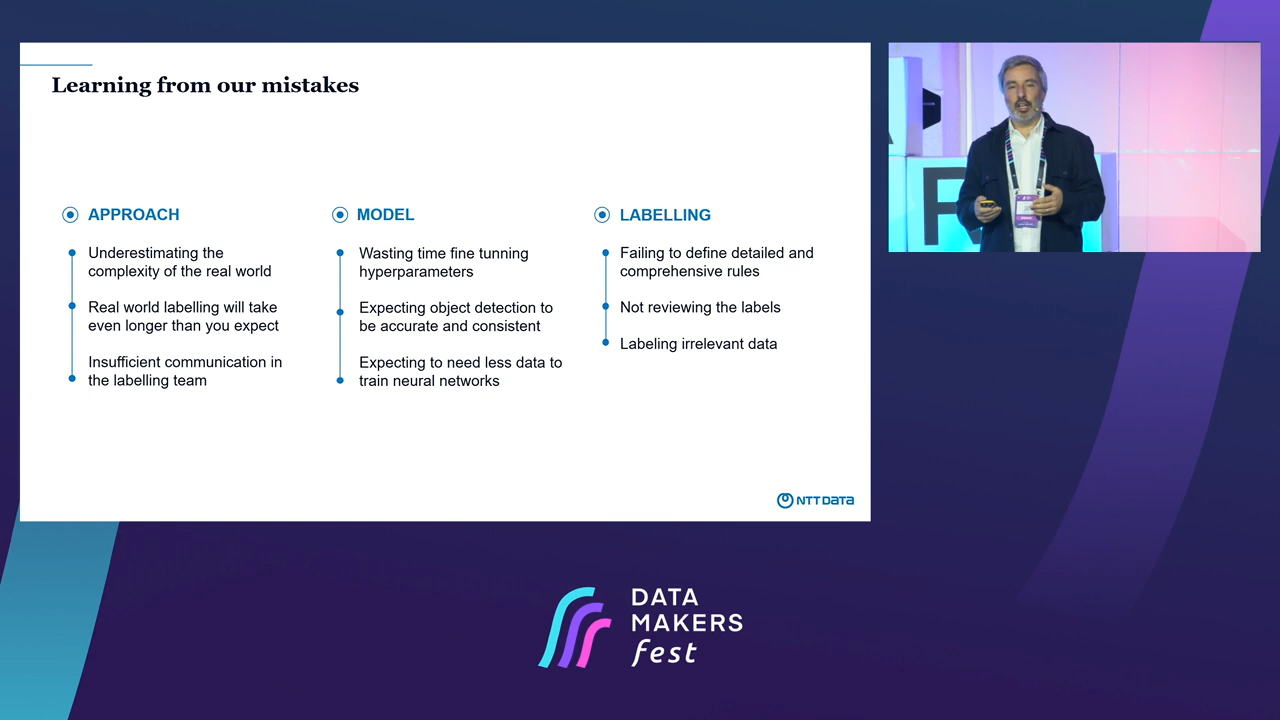 Learning from our mistakes
APPROACH
Underestimating the
complexity of the real world
Real world labelling will take
even longer than you expect
Insufficient communication in
the labelling team
MODEL
Wasting time fine tunning
hyperparameters
Expecting object detection to
be accurate and consistent
Expecting to need less data to
train neural networks
LABELLING
Failing to define detailed and
comprehensive rules
Not reviewing the labels
Labeling irrelevant data
NTT DATA
R
DATA
MAKERS
fest